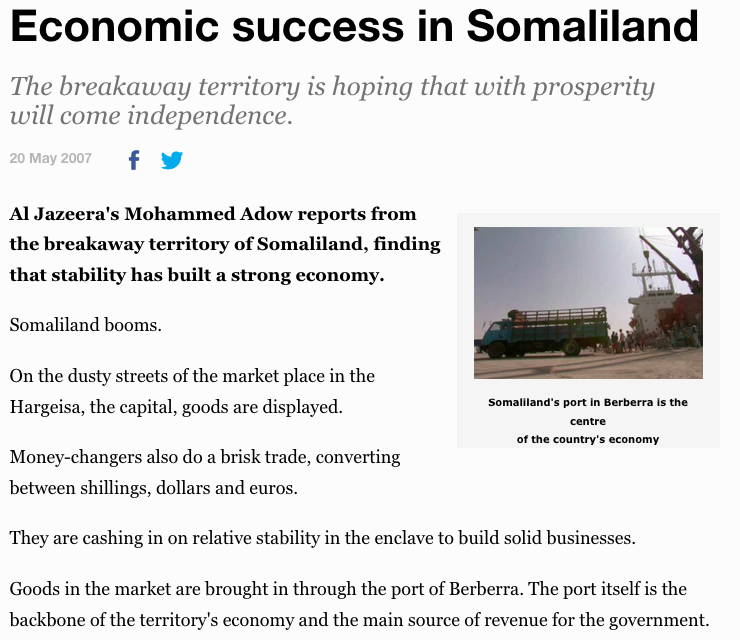 Economic success in Somaliland
The breakaway territory is hoping that with prosperity
will come independence.
20 May 2007
Al Jazeera's Mohammed Adow reports from
the breakaway territory of Somaliland, finding
that stability has built a strong economy.
Somaliland booms.
On the dusty streets of the market place in the
Hargeisa, the capital, goods are displayed.
Money-changers also do a brisk trade, converting
between shillings, dollars and euros.
Somaliland's port in Berberra is the
centre
of the country's economy
They are cashing in on relative stability in the enclave to build solid businesses.
Goods in the market are brought in through the port of Berberra. The port itself is the
backbone of the territory's economy and the main source of revenue for the government.